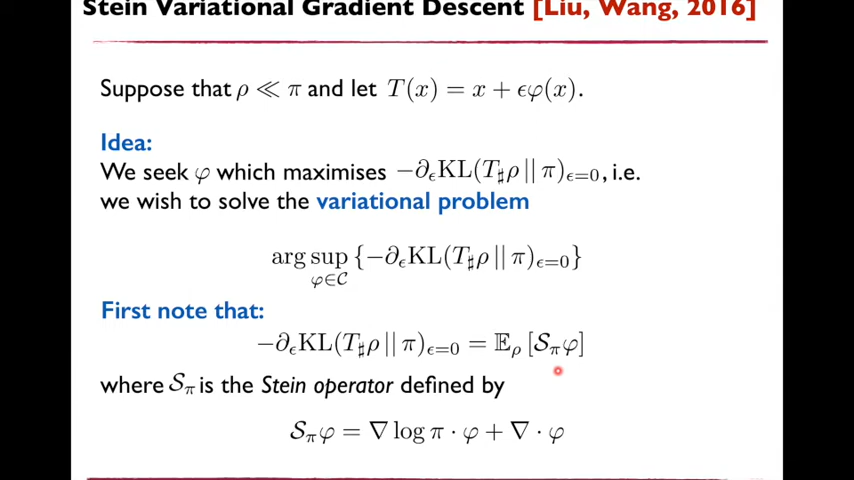 Stein Variational Gradient Descent [Liu, Wang, 2016]
Suppose that ρ ≪ π and let T(x) = x + ϵφ(x).
Idea:
We seek φ which maximises −∂ϵKL(T♯ρ || π)ϵ=0, i.e.
we wish to solve the variational problem
arg sup {−∂ϵKL(T♯ρ || π)ϵ=0}
φ∈C
First note that:
−∂ϵKL(T♯ρ || π)ϵ=0 = 𝔼ρ [𝒮πφ]
where 𝒮π is the Stein operator defined by
𝒮πφ = ∇ log π · φ + ∇ · φ